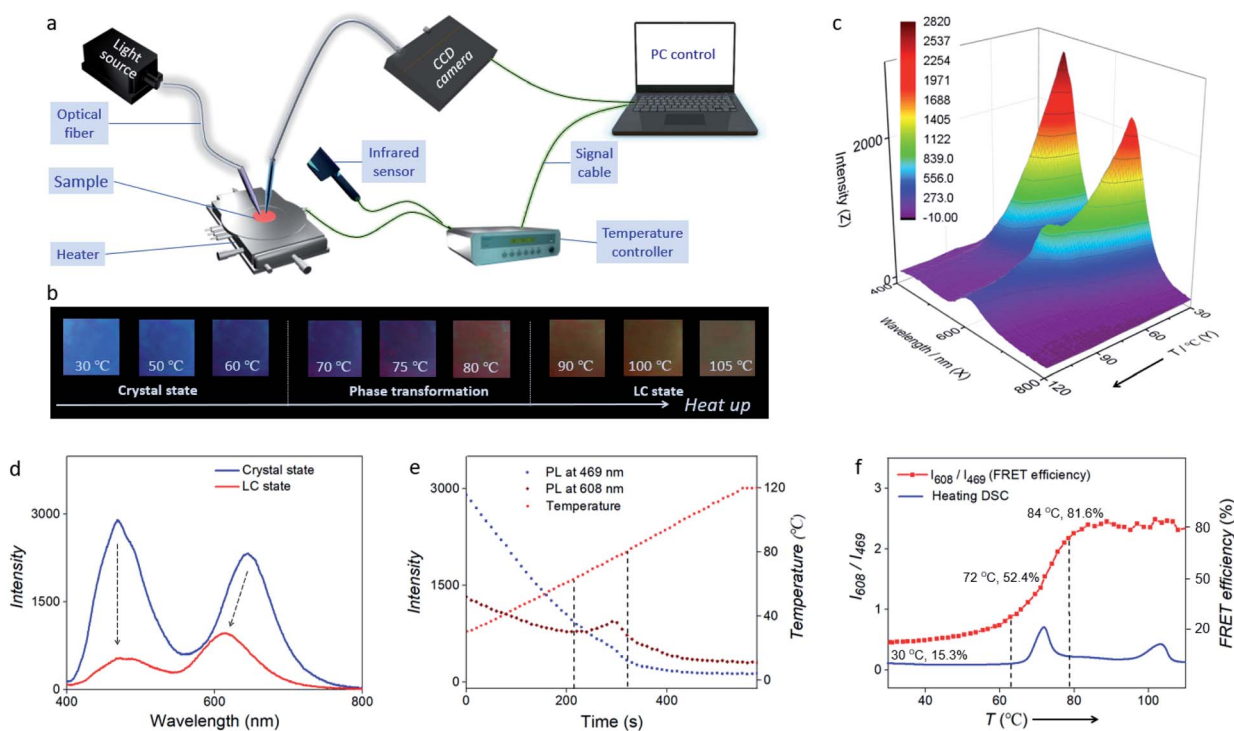 a
Light
source
CCD
camera
PC control
Optical
fiber
Infrared
sensor
Signal
cable
Sample
Heater
Temperature
controller
b
30 °C
50 °C
60 °C
70 °C
75 °C
80 °C
90 °C
100 °C
105 °C
Crystal state
Phase transformation
LC state
Heat up
c
2820
2537
2254
1971
1688
1405
1122
839.0
556.0
273.0
-10.00
Intensity (Z)
2000
0
400
600
800
Wavelength / nm (X)
120
90
60
30
T / °C (Y)
d
Crystal state
LC state
Intensity
3000
1500
0
400 500 600 700 800
Wavelength (nm)
e
PL at 469 nm
PL at 608 nm
Temperature
Intensity
3000
1500
0
0 200 400
Time (s)
120
80
40
0
Temperature (°C)
f
I608 / I469 (FRET efficiency)
Heating DSC
84 °C, 81.6%
72 °C, 52.4%
30 °C, 15.3%
I608 / I469
3
2
1
0
40 60 80 100
T (°C)
80
50
20
FRET efficiency (%)